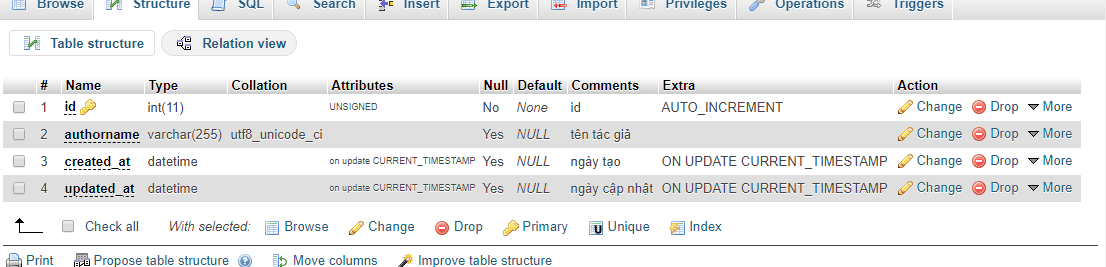 Browse Structure SQL Search Insert Export Import Privileges Operations Triggers
Table structure Relation view
# Name Type Collation Attributes Null Default Comments Extra Action
1 id int(11) UNSIGNED No None id AUTO_INCREMENT Change Drop More
2 authorname varchar(255) utf8_unicode_ci Yes NULL tên tác giả Change Drop More
3 created_at datetime on update CURRENT_TIMESTAMP Yes NULL ngày tạo ON UPDATE CURRENT_TIMESTAMP Change Drop More
4 updated_at datetime on update CURRENT_TIMESTAMP Yes NULL ngày cập nhật ON UPDATE CURRENT_TIMESTAMP Change Drop More
Check all With selected: Browse Change Drop Primary Unique Index
Print Propose table structure Move columns Improve table structure